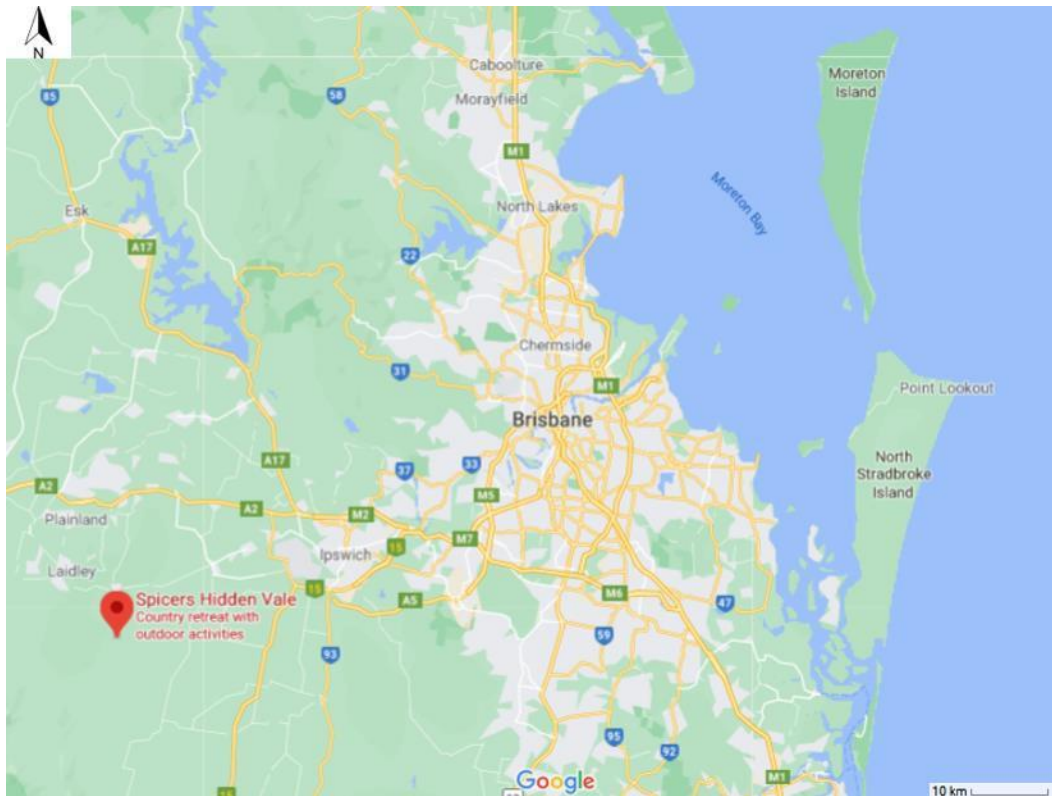 N
Caboolture
Moreton
Island
85
58
Morayfield
M1
Moreton Bay
North Lakes
Esk
A17
22
Chermside
31
M1
Point Lookout
Brisbane
North
Stradbroke
Island
A17
37
33
A2
M5
A2
M2
Plainland
M7
15
Ipswich
Laidley
15
A5
M6
47
Spicers Hidden Vale
Country retreat with
outdoor activities
59
93
95
92
Google
M1
15
10 km